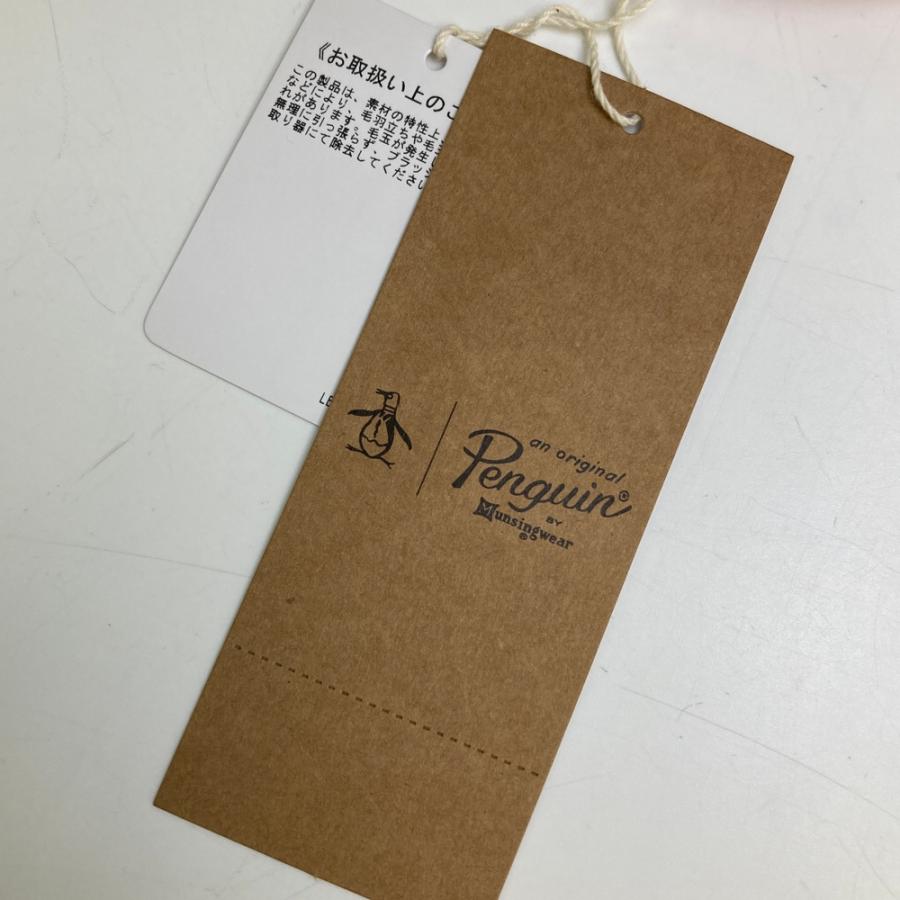 《お取扱い上のご
この製品は、素材の特性上、
などにより、毛羽立ちや毛
れがあります。毛玉が発生し
無理に引っ張らず、ブラッシ
取り器にて除去してくださし
LE
an original
Penguin®
BY
Munsingwear
®